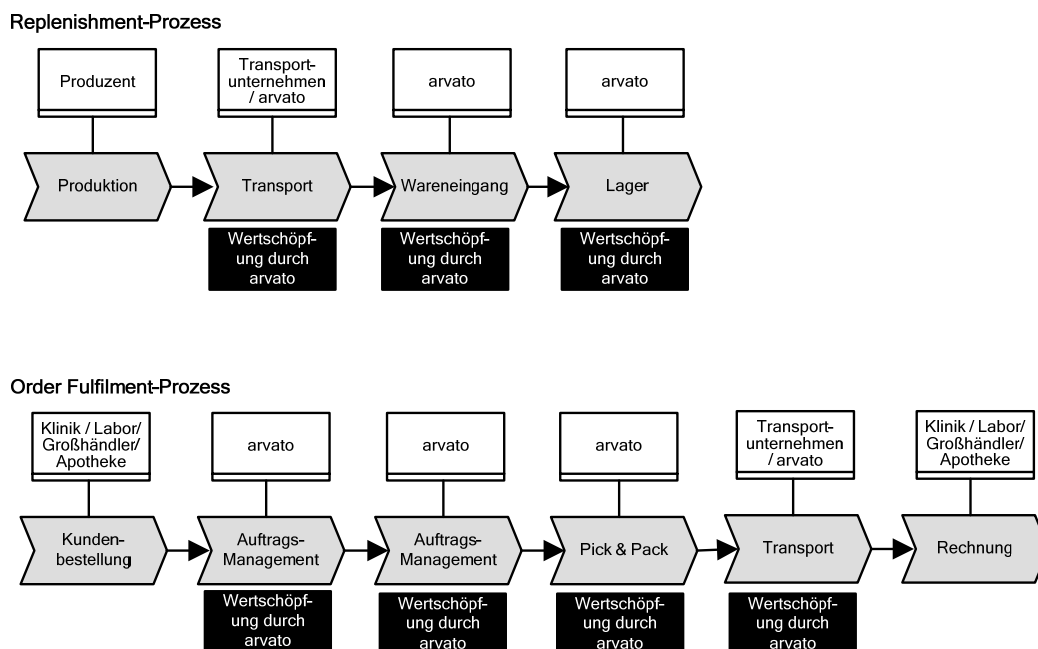 Replenishment-Prozess
Produzent
Transport-
unternehmen
/ arvato
arvato
arvato
Produktion
Transport
Wareneingang
Lager
Wertschöpf-
ung durch
arvato
Wertschöpf-
ung durch
arvato
Wertschöpf-
ung durch
arvato
Order Fulfilment-Prozess
Klinik / Labor/
Großhändler/
Apotheke
arvato
arvato
arvato
Transport-
unternehmen
/ arvato
Klinik / Labor/
Großhändler/
Apotheke
Kunden-
bestellung
Auftrags-
Management
Auftrags-
Management
Pick & Pack
Transport
Rechnung
Wertschöpf-
ung durch
arvato
Wertschöpf-
ung durch
arvato
Wertschöpf-
ung durch
arvato
Wertschöpf-
ung durch
arvato